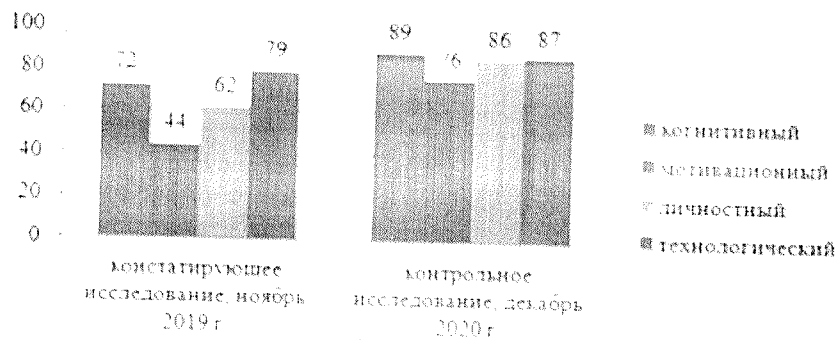 100
80
60
40
20
0
72
44
62
79
89
76
86
87
констатирующее
исследование, ноябрь
2019 г
контрольное
исследование, декабрь
2020 г
когнитивный
мотивационный
личностный
технологический